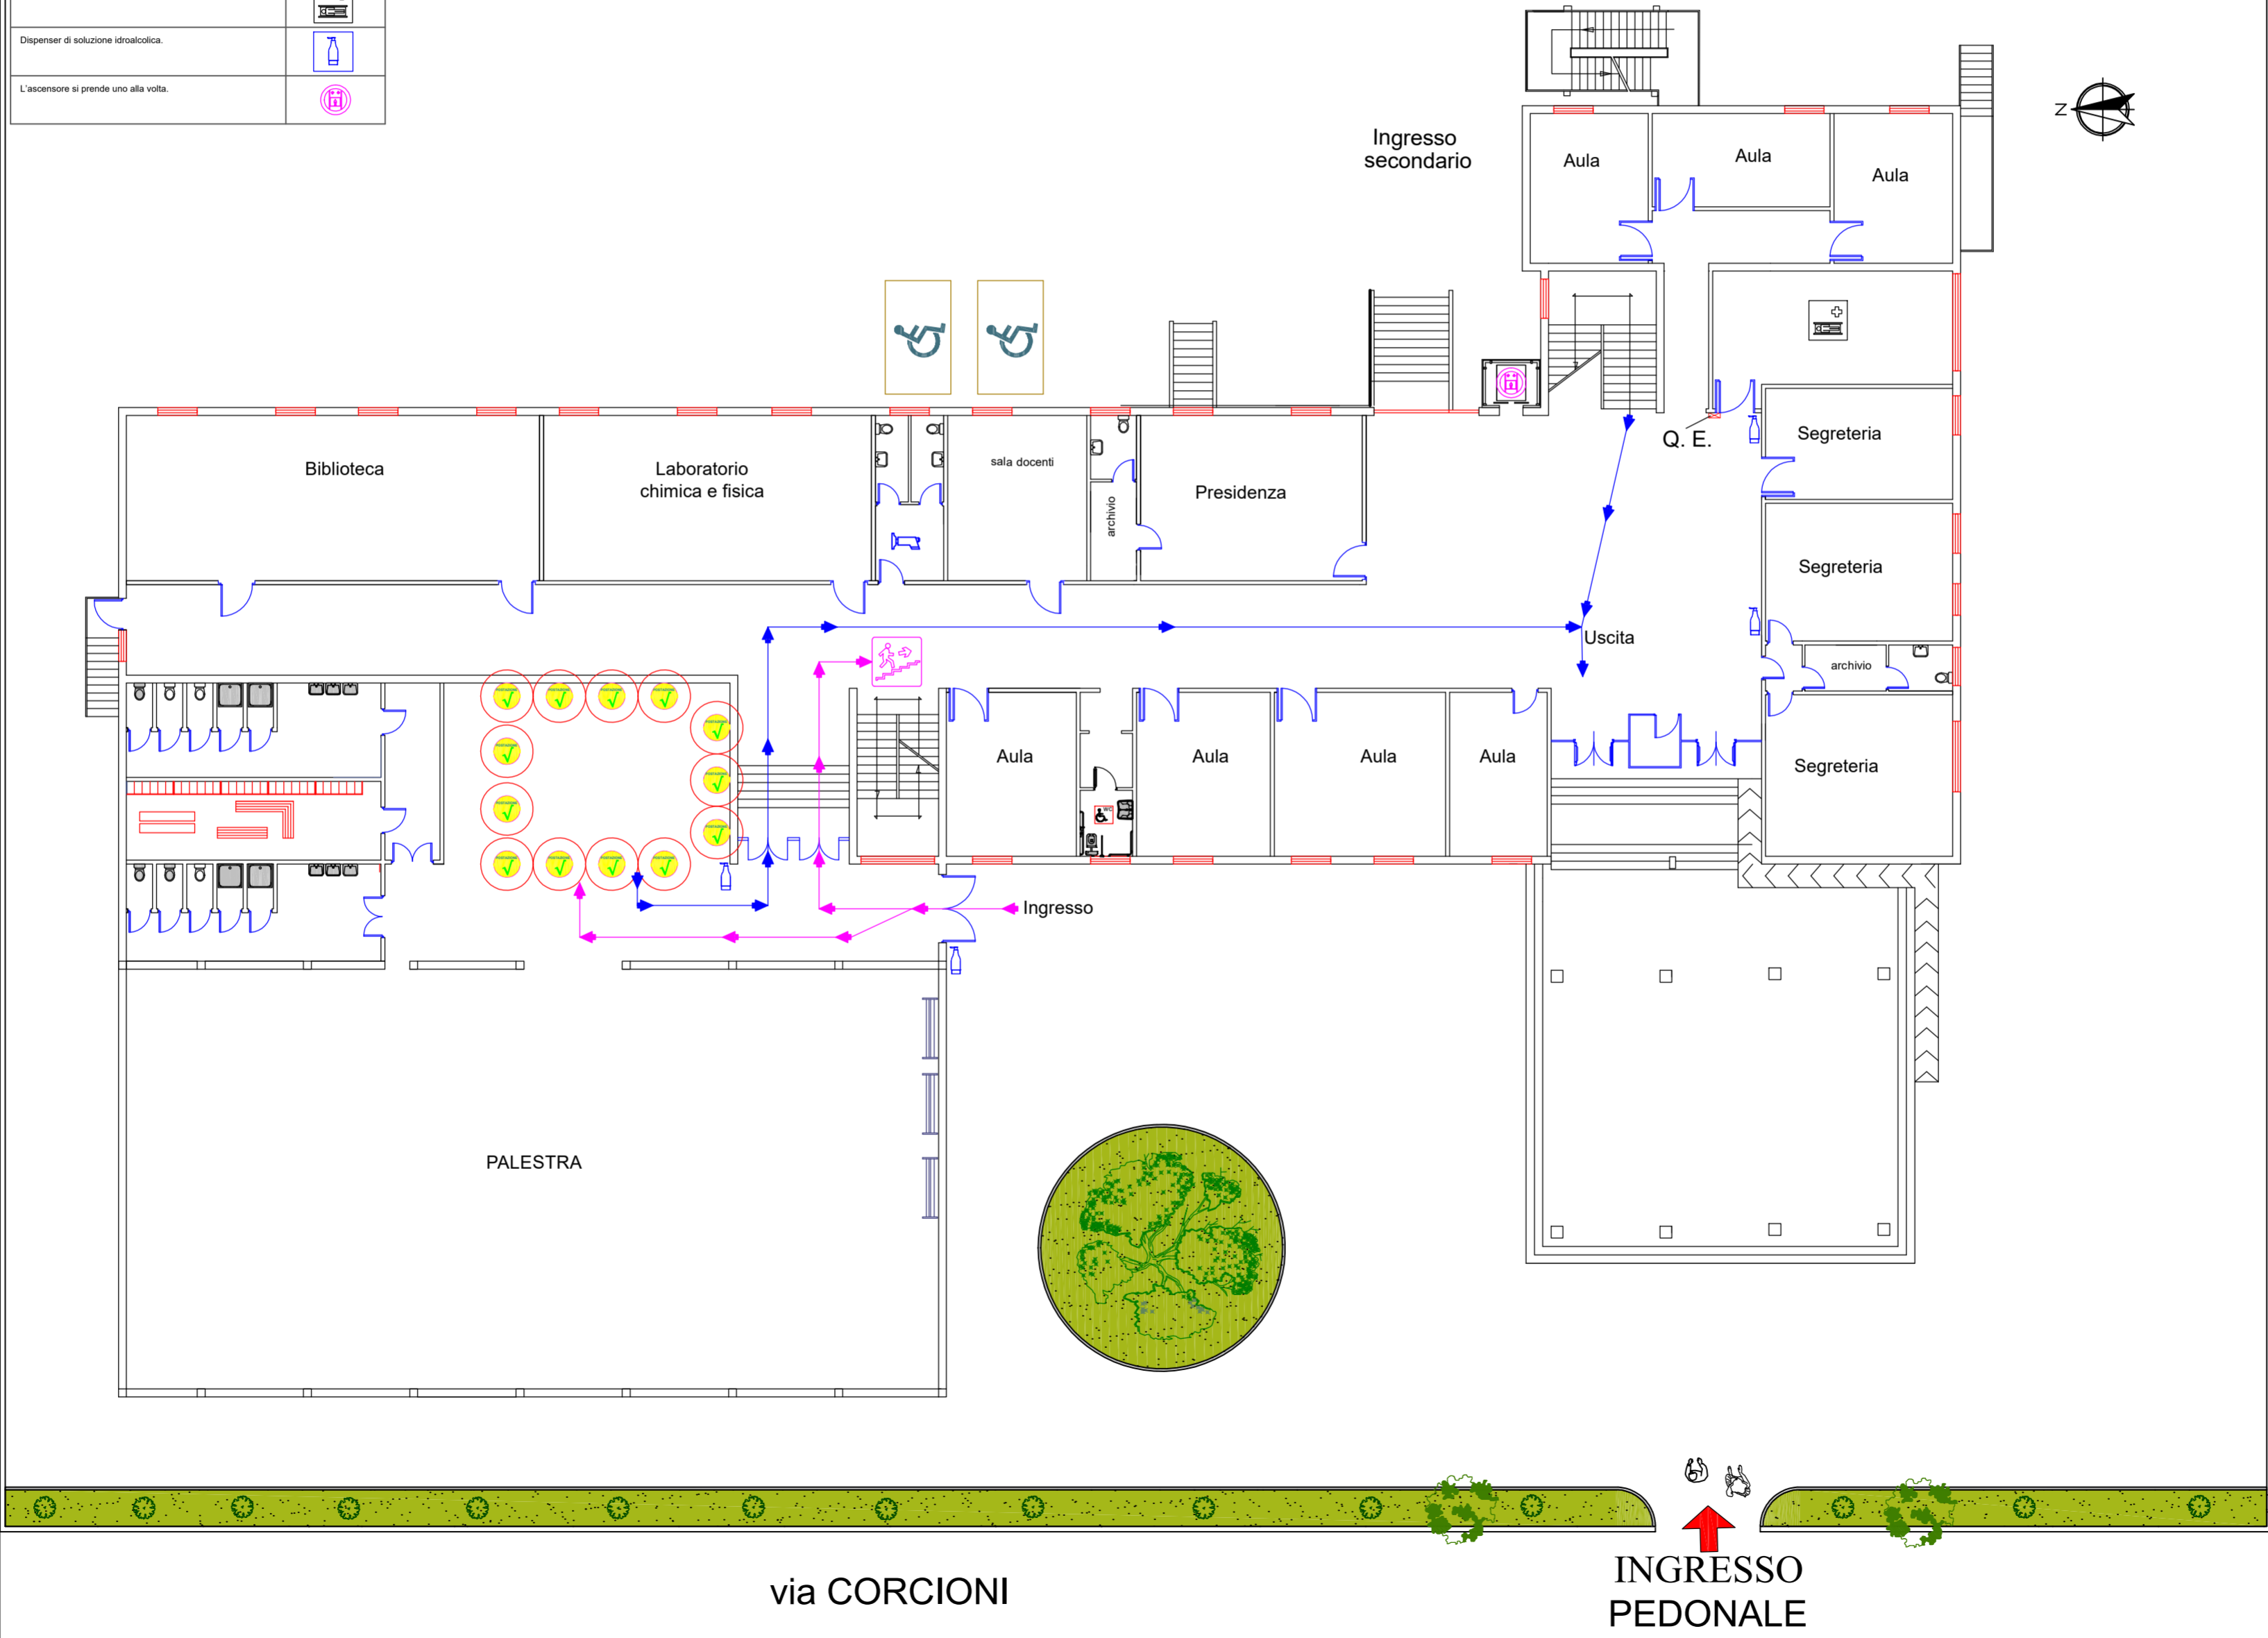 Dispenser di soluzione idroalcolica.
L'ascensore si prende uno alla volta.
Ingresso
secondario
Aula
Aula
Aula
N
Q. E.
Segreteria
Biblioteca
Laboratorio
chimica e fisica
sala docenti
archivio
Presidenza
Segreteria
Uscita
archivio
Aula
Aula
Aula
Aula
Segreteria
WC
Ingresso
PALESTRA
via CORCIONI
INGRESSO
PEDONALE